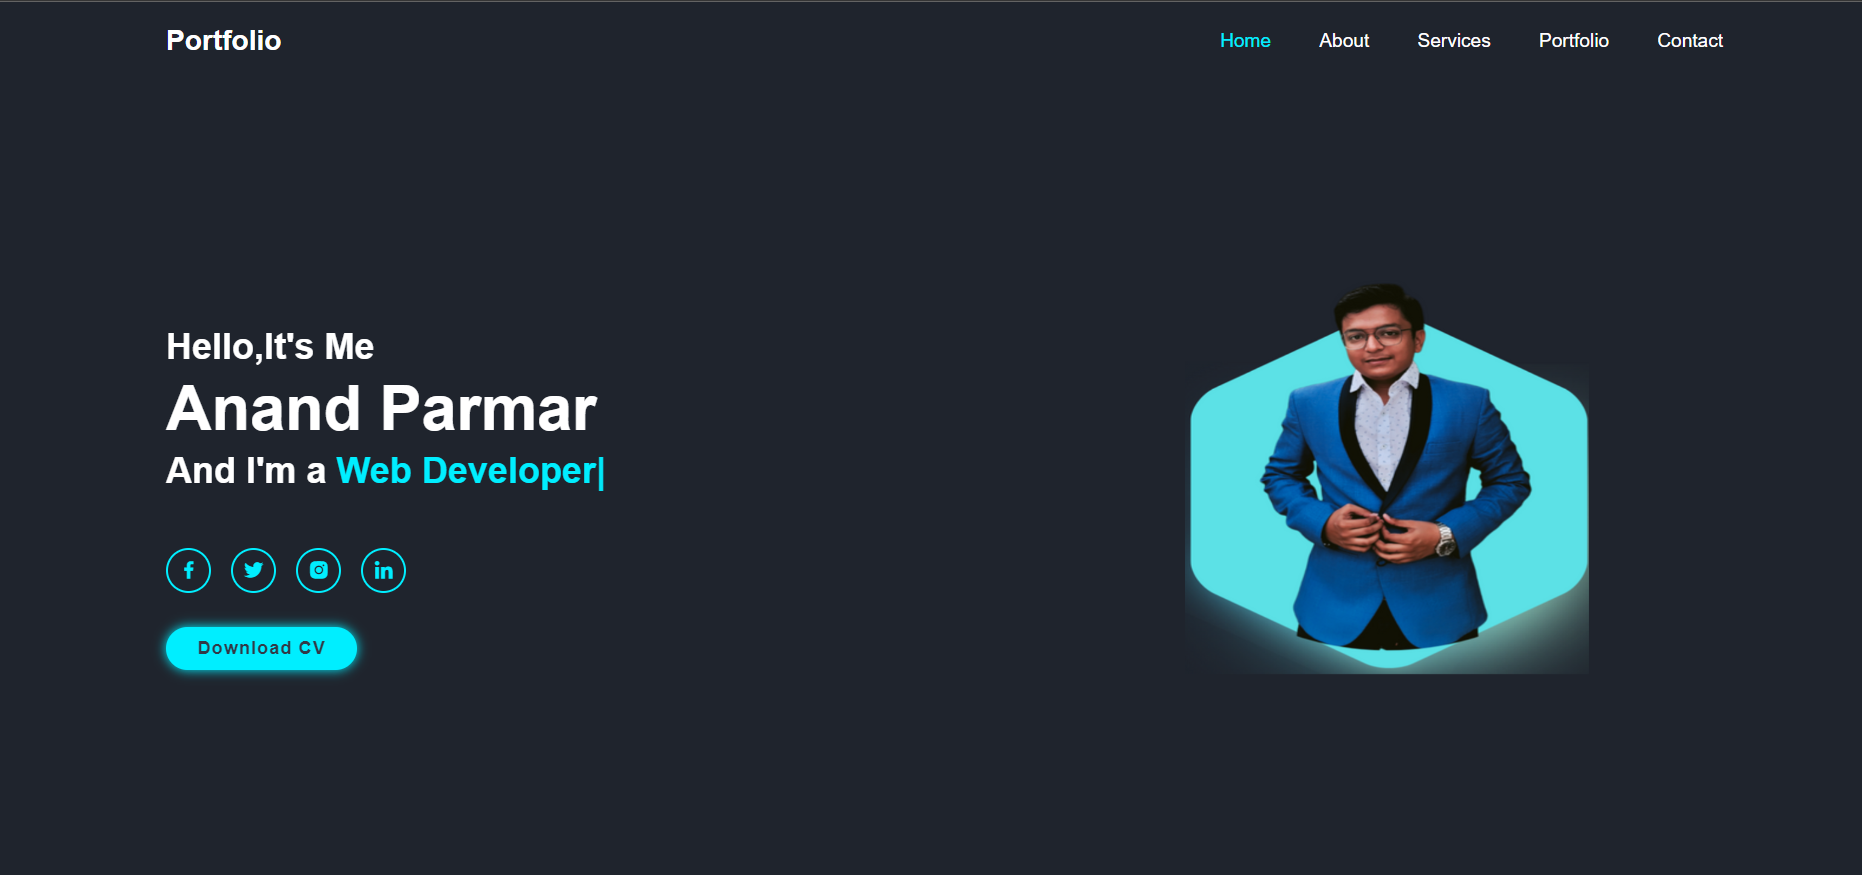 Portfolio
Home About Services Portfolio Contact
Hello,It's Me
Anand Parmar
And I'm a Web Developer|
Download CV